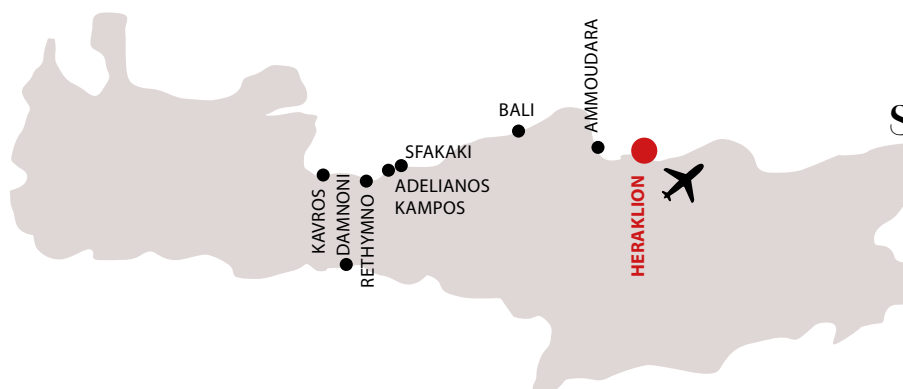 BALI
AMMOUDARA
SFAKAKI
ADELIANOS
KAMPOS
KAVROS
DAMNONI
RETHYMNO
HERAKLION
S